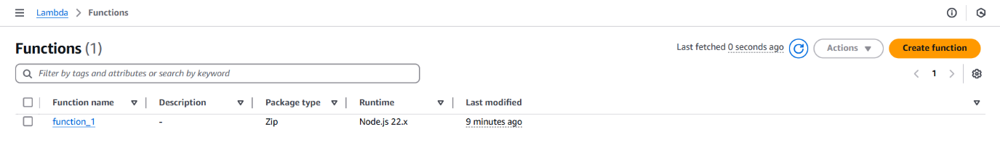 Lambda > Functions
Functions (1)
Last fetched 0 seconds ago Actions Create function
Filter by tags and attributes or search by keyword
1
Function name Description Package type Runtime Last modified
function_1 - Zip Node.js 22.x 9 minutes ago